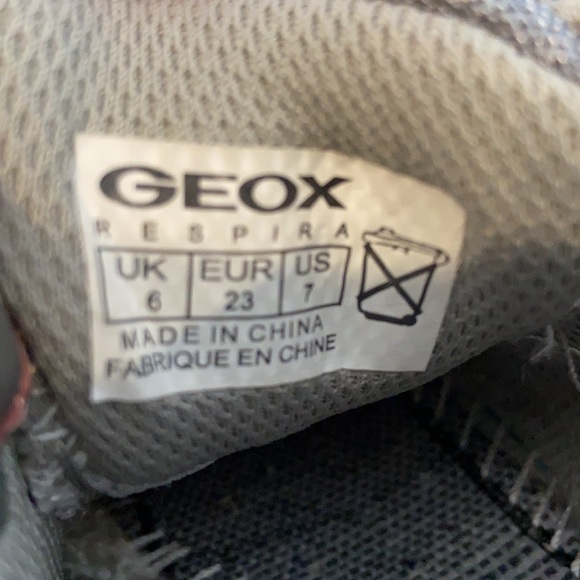 GEOX
RESPIRA
UK EUR US
6 23 7
MADE IN CHINA
FABRIQUE EN CHINE